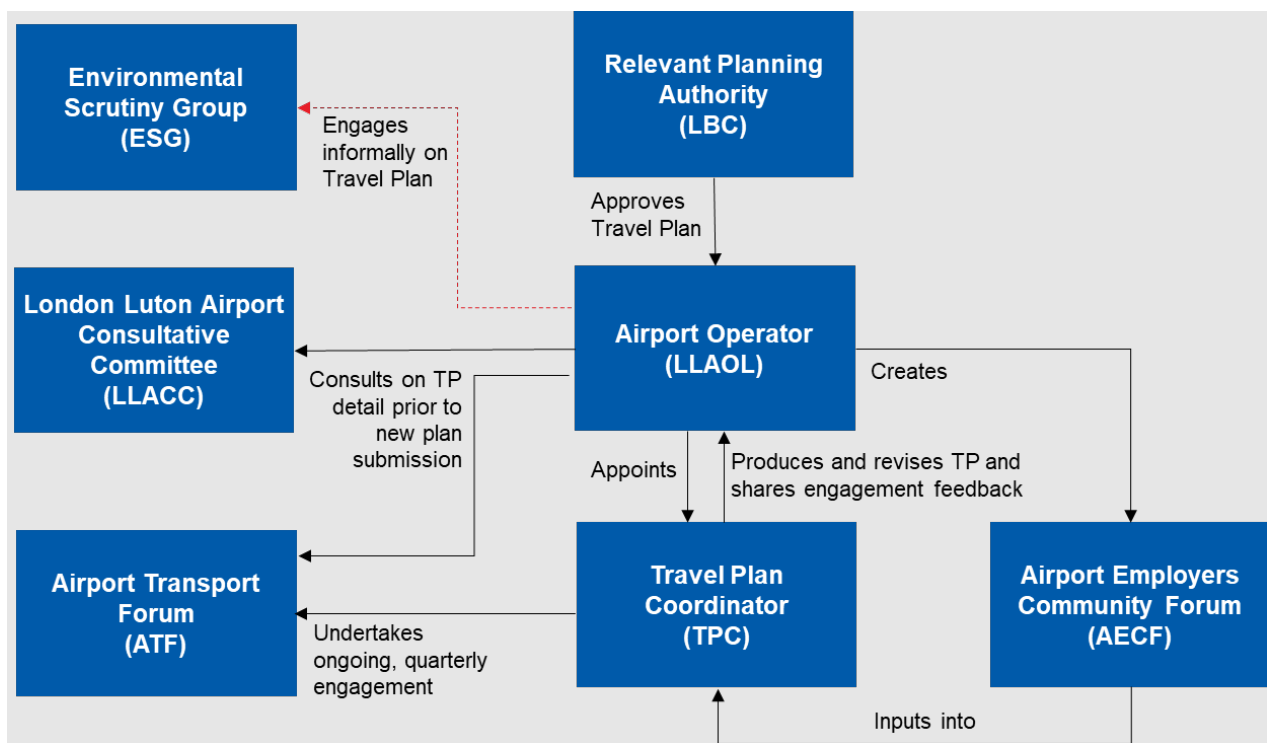 Environmental
Scrutiny Group
(ESG)
Relevant Planning
Authority
(LBC)
Engages
informally on
Travel Plan
Approves
Travel Plan
London Luton Airport
Consultative
Committee
(LLACC)
Airport Operator
(LLAOL)
Consults on TP
detail prior to
new plan
submission
Creates
Appoints
Produces and revises TP and
shares engagement feedback
Airport Transport
Forum
(ATF)
Travel Plan
Coordinator
(TPC)
Airport Employers
Community Forum
(AECF)
Undertakes
ongoing, quarterly
engagement
Inputs into